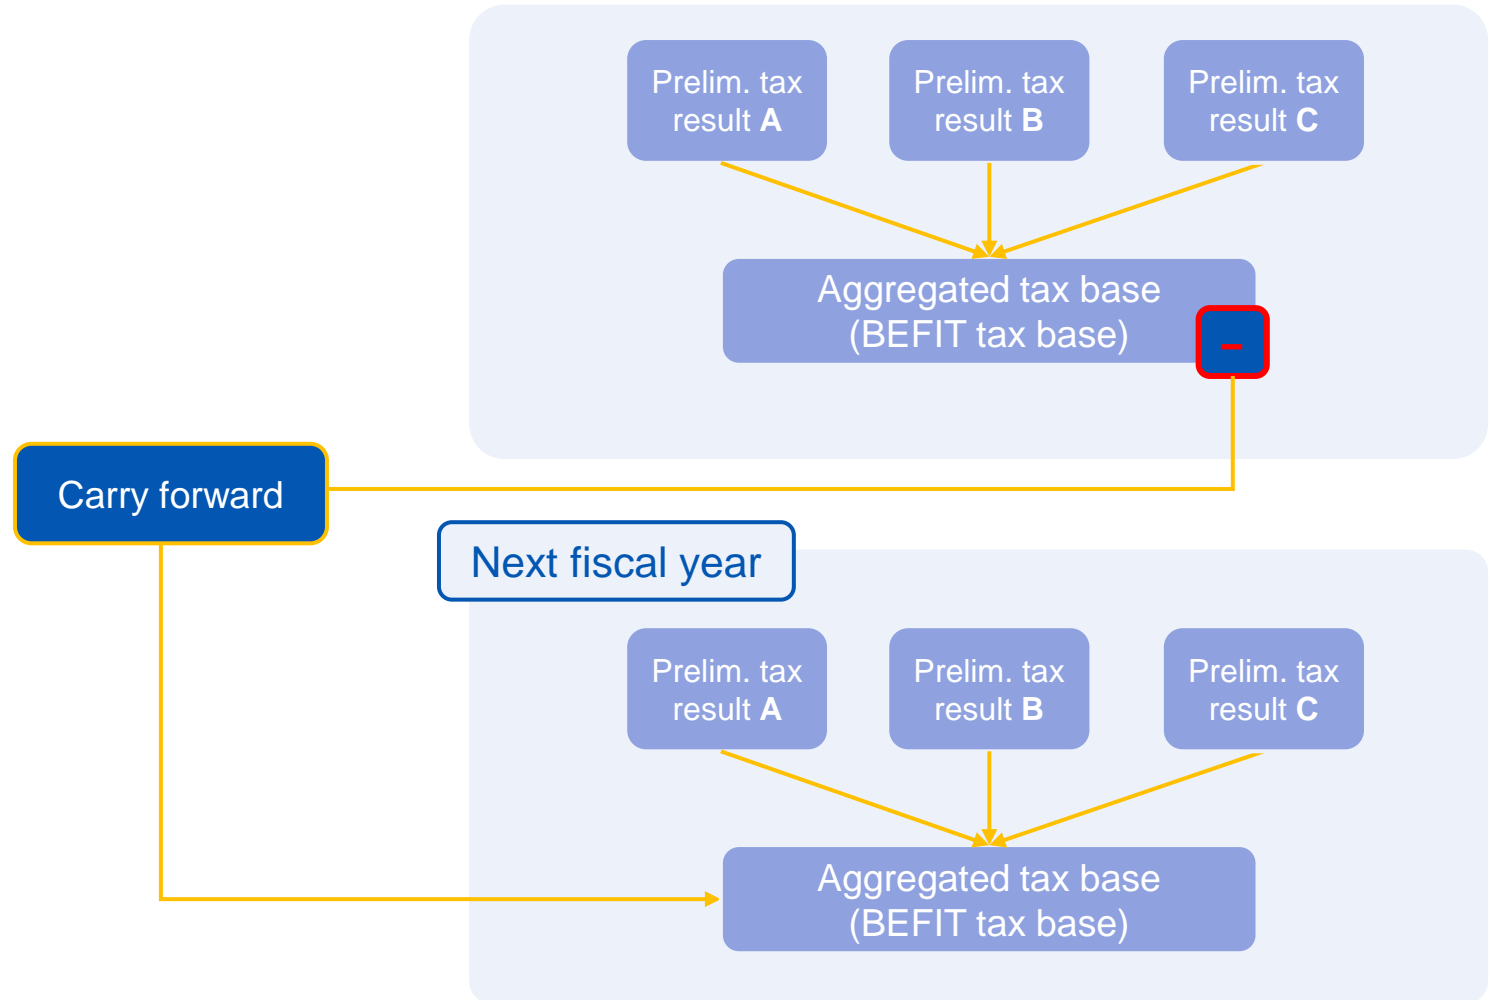 Prelim. tax
result A
Prelim. tax
result B
Prelim. tax
result C
Aggregated tax base
(BEFIT tax base)
–
Carry forward
Next fiscal year
Prelim. tax
result A
Prelim. tax
result B
Prelim. tax
result C
Aggregated tax base
(BEFIT tax base)